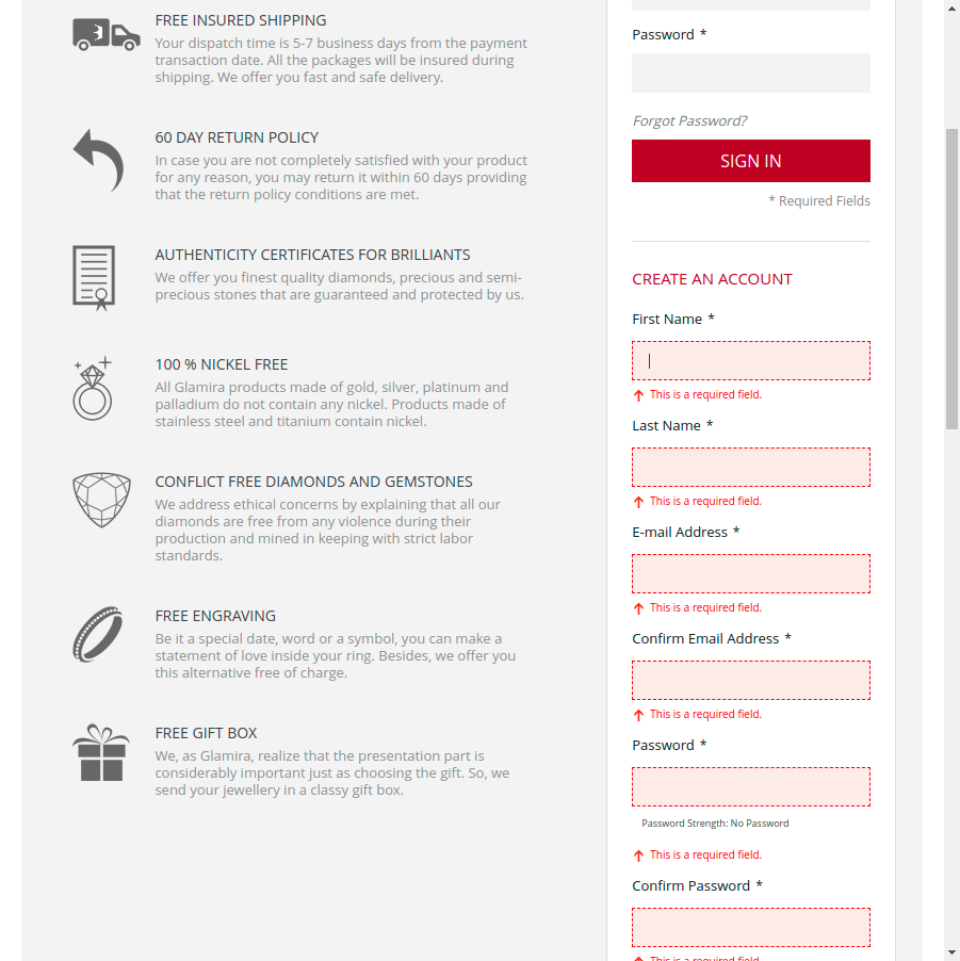 FREE INSURED SHIPPING
Your dispatch time is 5-7 business days from the payment
transaction date. All the packages will be insured during
shipping. We offer you fast and safe delivery.
60 DAY RETURN POLICY
In case you are not completely satisfied with your product
for any reason, you may return it within 60 days providing
that the return policy conditions are met.
AUTHENTICITY CERTIFICATES FOR BRILLIANTS
We offer you finest quality diamonds, precious and semi-
precious stones that are guaranteed and protected by us.
100 % NICKEL FREE
All Glamira products made of gold, silver, platinum and
palladium do not contain any nickel. Products made of
stainless steel and titanium contain nickel.
CONFLICT FREE DIAMONDS AND GEMSTONES
We address ethical concerns by explaining that all our
diamonds are free from any violence during their
production and mined in keeping with strict labor
standards.
FREE ENGRAVING
Be it a special date, word or a symbol, you can make a
statement of love inside your ring. Besides, we offer you
this alternative free of charge.
FREE GIFT BOX
We, as Glamira, realize that the presentation part is
considerably important just as choosing the gift. So, we
send your jewellery in a classy gift box.
Password *
Forgot Password?
SIGN IN
* Required Fields
CREATE AN ACCOUNT
First Name *
This is a required field.
Last Name *
This is a required field.
E-mail Address *
This is a required field.
Confirm Email Address *
This is a required field.
Password *
Password Strength: No Password
This is a required field.
Confirm Password *
This is a required field.